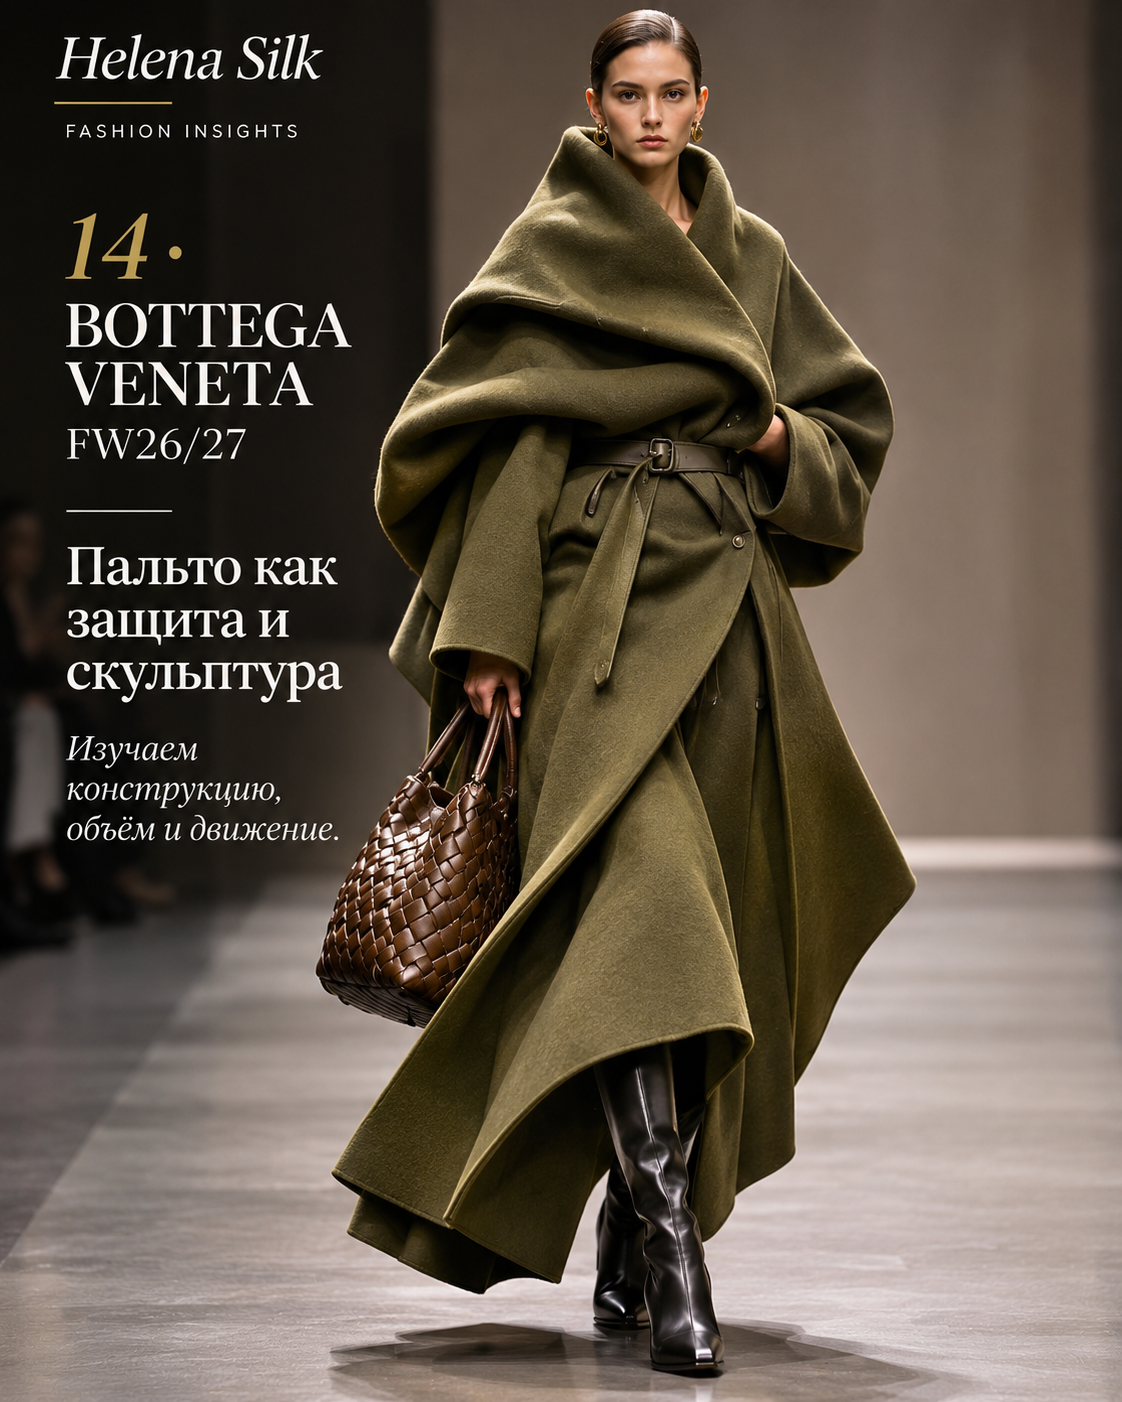 Helena Silk
FASHION INSIGHTS
14·
BOTTEGA
VENETA
FW26/27
Пальто как
защита и
скульптура
Изучаем
конструкцию,
объём и движение.